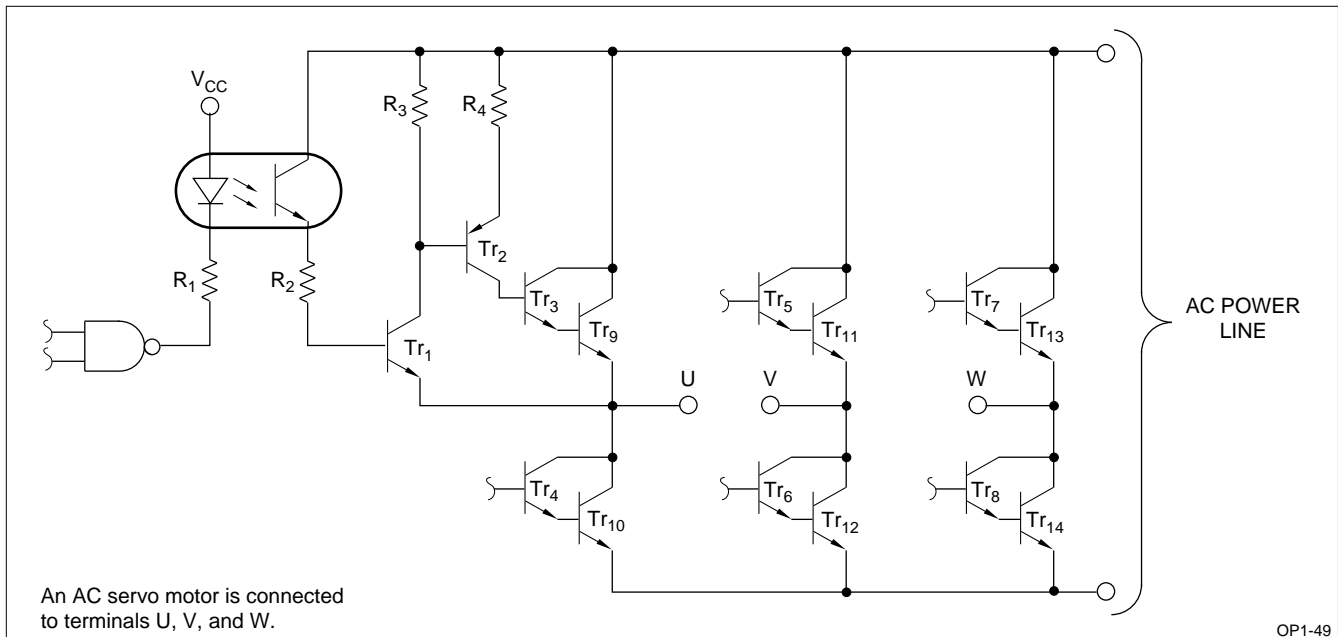 V_CC
R₃
R₄
R₁
R₂
Tr₁
Tr₂
Tr₃
Tr₉
Tr₅
Tr₁₁
Tr₇
Tr₁₃
AC POWER
LINE
U
V
W
Tr₄
Tr₁₀
Tr₆
Tr₁₂
Tr₈
Tr₁₄
An AC servo motor is connected
to terminals U, V, and W.
OP1-49